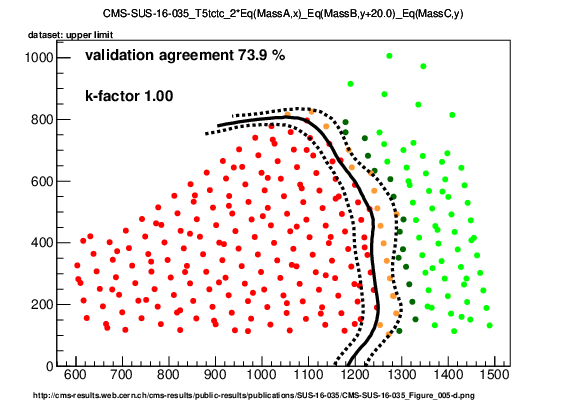 CMS-SUS-16-035_T5tctc_2*Eq(MassA,x)_Eq(MassB,y+20.0)_Eq(MassC,y)
dataset: upper limit
validation agreement 73.9 %
k-factor 1.00
1000
800
600
400
200
0
600 700 800 900 1000 1100 1200 1300 1400 1500
http://cms-results.web.cern.ch/cms-results/public-results/publications/SUS-16-035/CMS-SUS-16-035_Figure_005-d.png